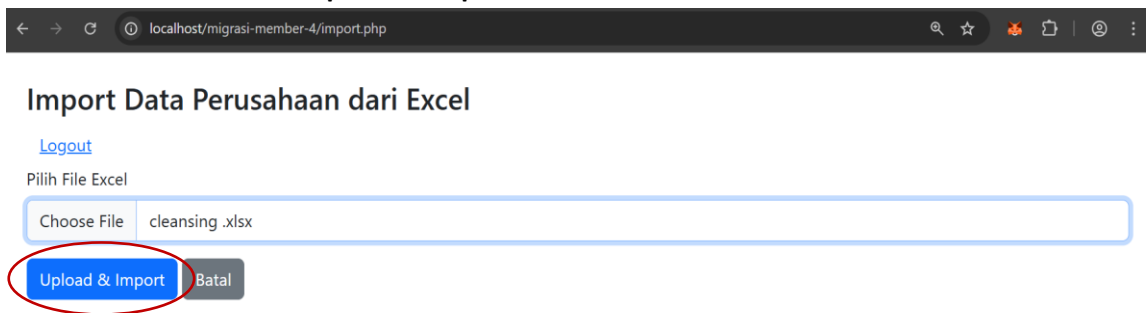 localhost/migrasi-member-4/import.php
Import Data Perusahaan dari Excel
Logout
Pilih File Excel
Choose File cleansing .xlsx
Upload & Import Batal